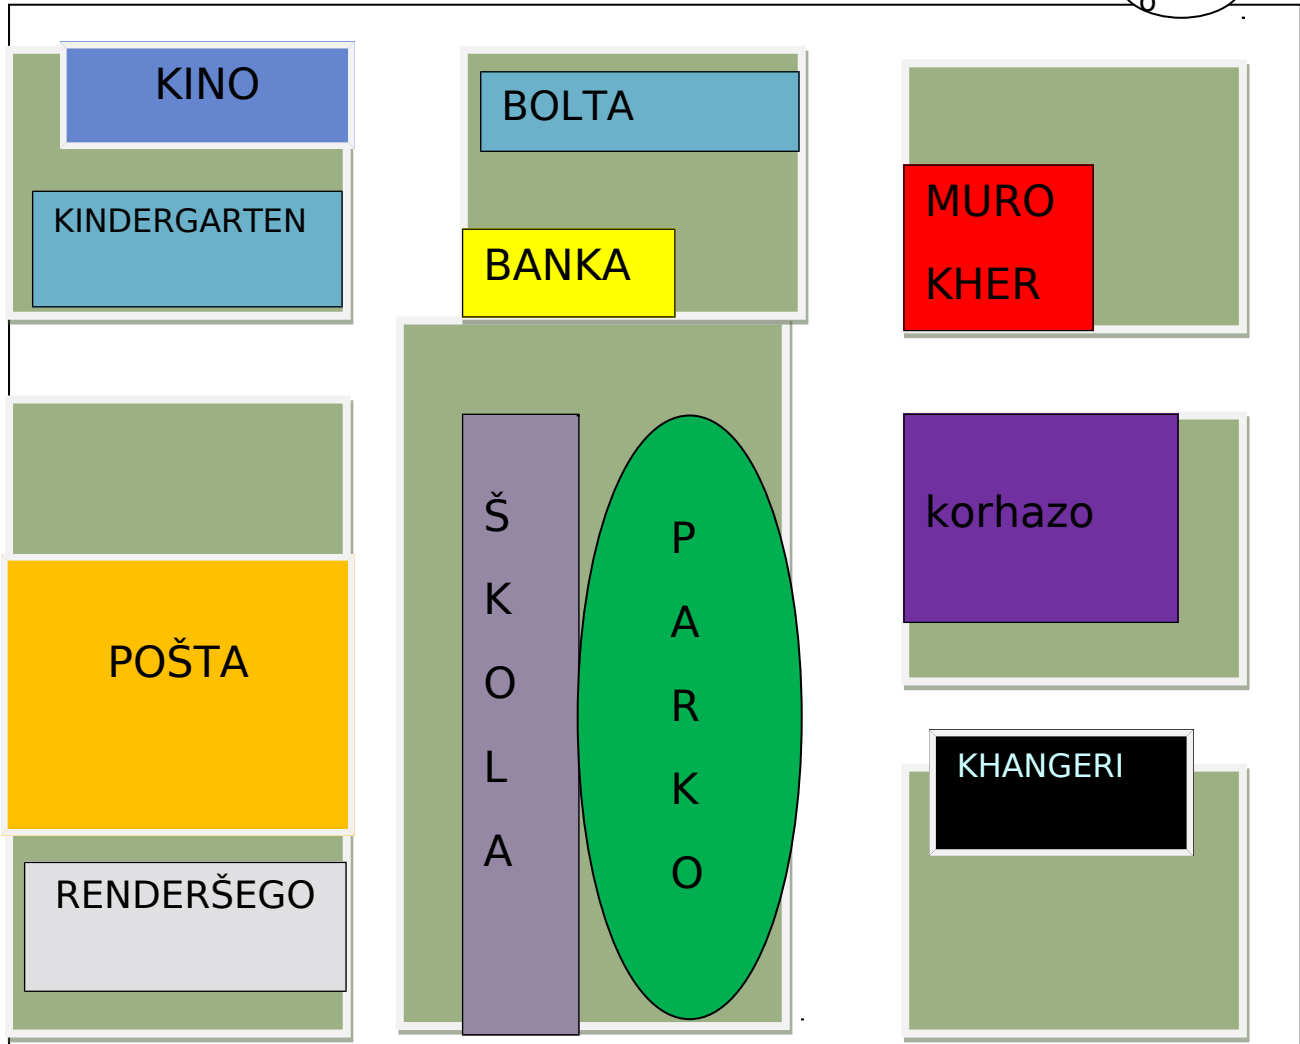 KINO
BOLTA
KINDERGARTEN
BANKA
MURO
KHER
Š
K
O
L
A
P
A
R
K
O
korhazo
POŠTA
RENDERŠEGO
KHANGERI